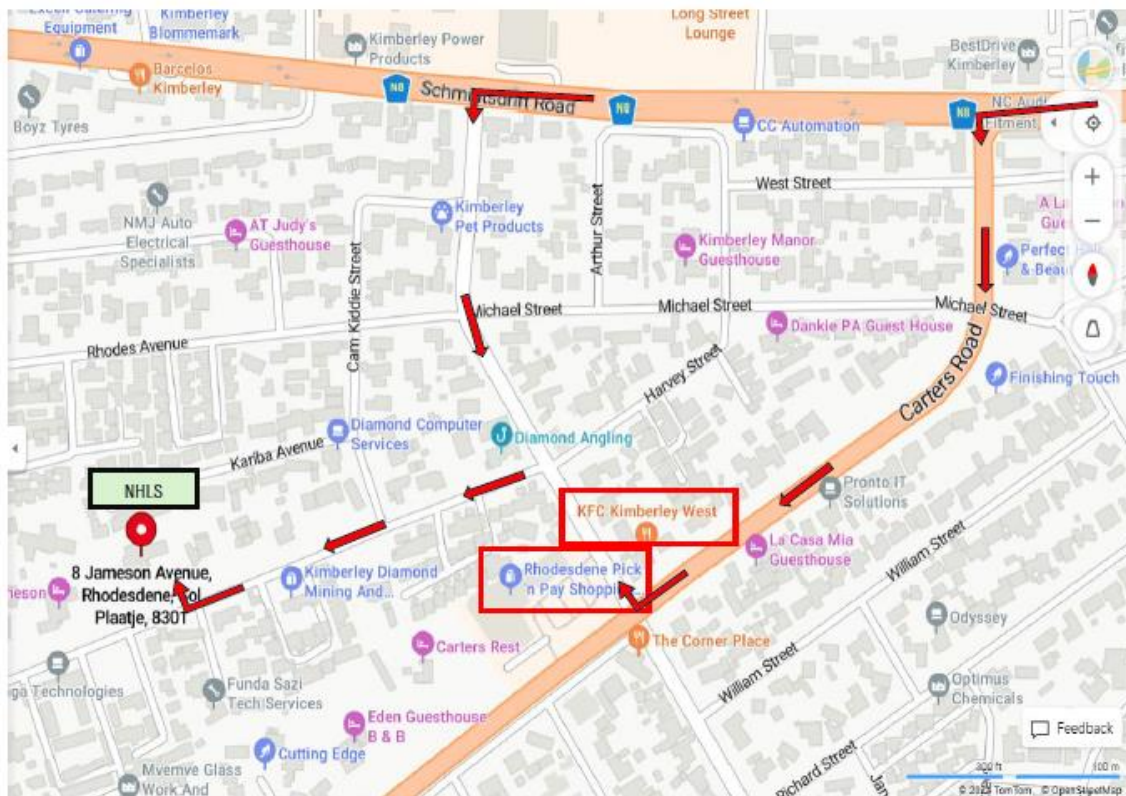 Excell Catering
Equipment
Kimberley
Blommemark
Barcelos
Kimberley
Boyz Tyres
Kimberley Power
Products
Long Street
Lounge
BestDrive
Kimberley
N8
Schmidtsdrift Road
N8
CC Automation
N8
NC Audi
Fitment
West Street
NMJ Auto
Electrical
Specialists
AT Judy's
Guesthouse
Kimberley
Pet Products
Arthur Street
Kimberley Manor
Guesthouse
Perfect
& Beau
Cam Kiddie Street
Michael Street
Michael Street
Michael Street
Rhodes Avenue
Dankie PA Guest House
Harvey Street
Carters Road
Finishing Touch
Diamond Computer
Services
Diamond Angling
Kariba Avenue
NHLS
KFC Kimberley West
Pronto IT
Solutions
La Casa Mia
Guesthouse
William Street
8 Jameson Avenue,
Rhodesdene, Sol
Plaatje, 8301
Kimberley Diamond
Mining And...
Rhodesdene Pick
n Pay Shoppi...
Carters Rest
The Corner Place
Odyssey
William Street
Funda Sazi
Tech Services
Optimus
Chemicals
Eden Guesthouse
B & B
Cutting Edge
Feedback
Mvemve Glass
Work And
Richard Street
100 m
TomTom, © OpenStreetMap